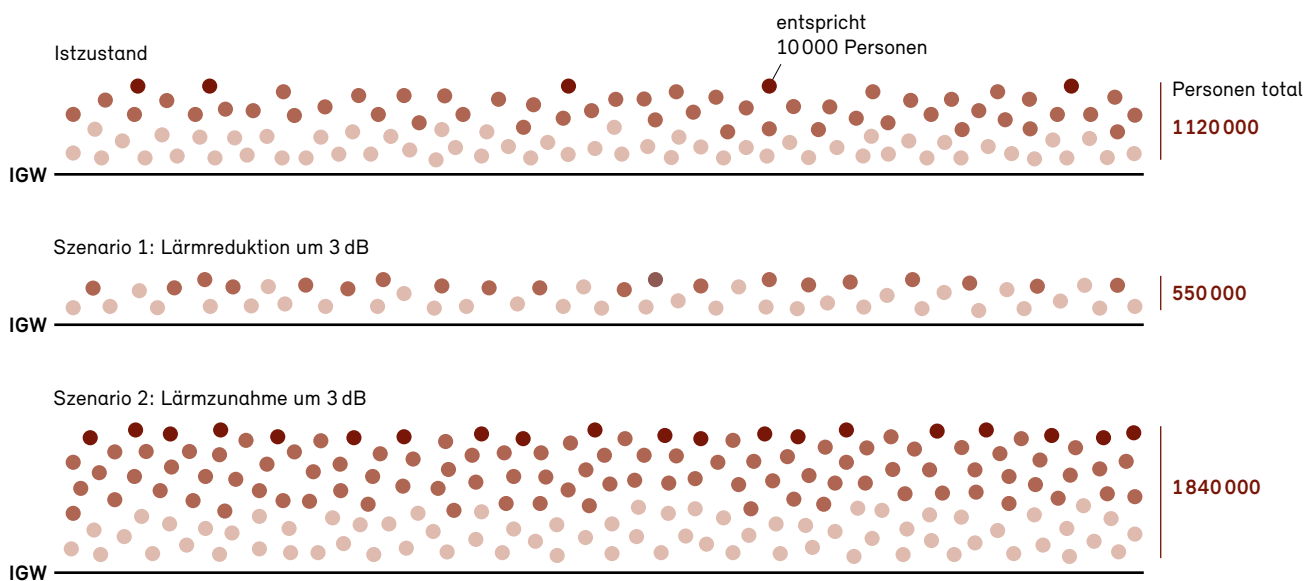 entspricht
10 000 Personen
Istzustand
Personen total
1 120 000
IGW
Szenario 1: Lärmreduktion um 3 dB
550 000
IGW
Szenario 2: Lärmzunahme um 3 dB
1 840 000
IGW